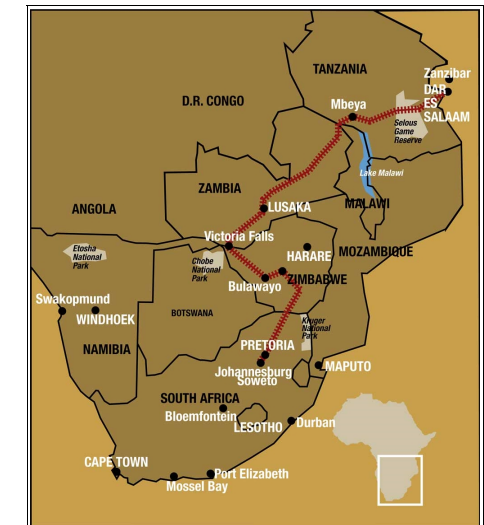 TANZANIA
Zanzibar
DAR
ES
SALAAM
D.R. CONGO
Mbeya
Selous
Game
Reserve
Lake Malawi
ZAMBIA
MALAWI
LUSAKA
ANGOLA
Victoria Falls
Etosha
National
Park
Chobe
National
Park
HARARE
MOZAMBIQUE
ZIMBABWE
Bulawayo
Swakopmund
WINDHOEK
BOTSWANA
Kruger
National
Park
NAMIBIA
PRETORIA
Johannesburg
Soweto
MAPUTO
SOUTH AFRICA
Bloemfontein
LESOTHO
Durban
CAPE TOWN
Port Elizabeth
Mossel Bay